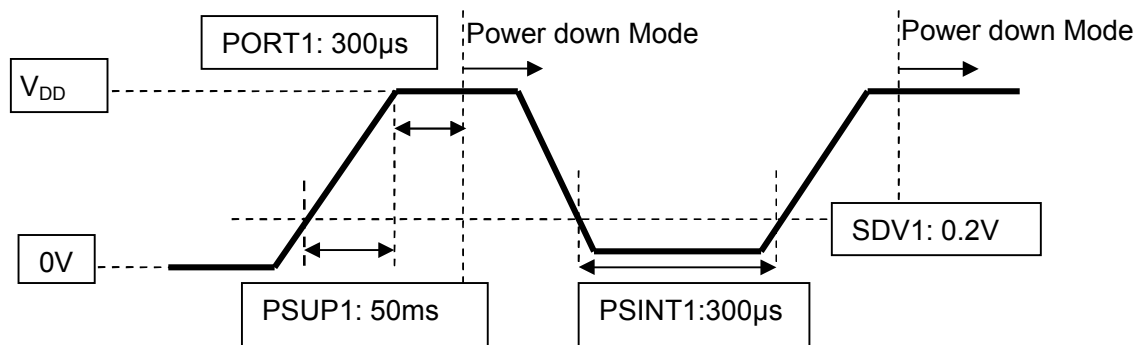 PORT1: 300µs
Power down Mode
Power down Mode
VDD
SDV1: 0.2V
0V
PSUP1: 50ms
PSINT1:300µs